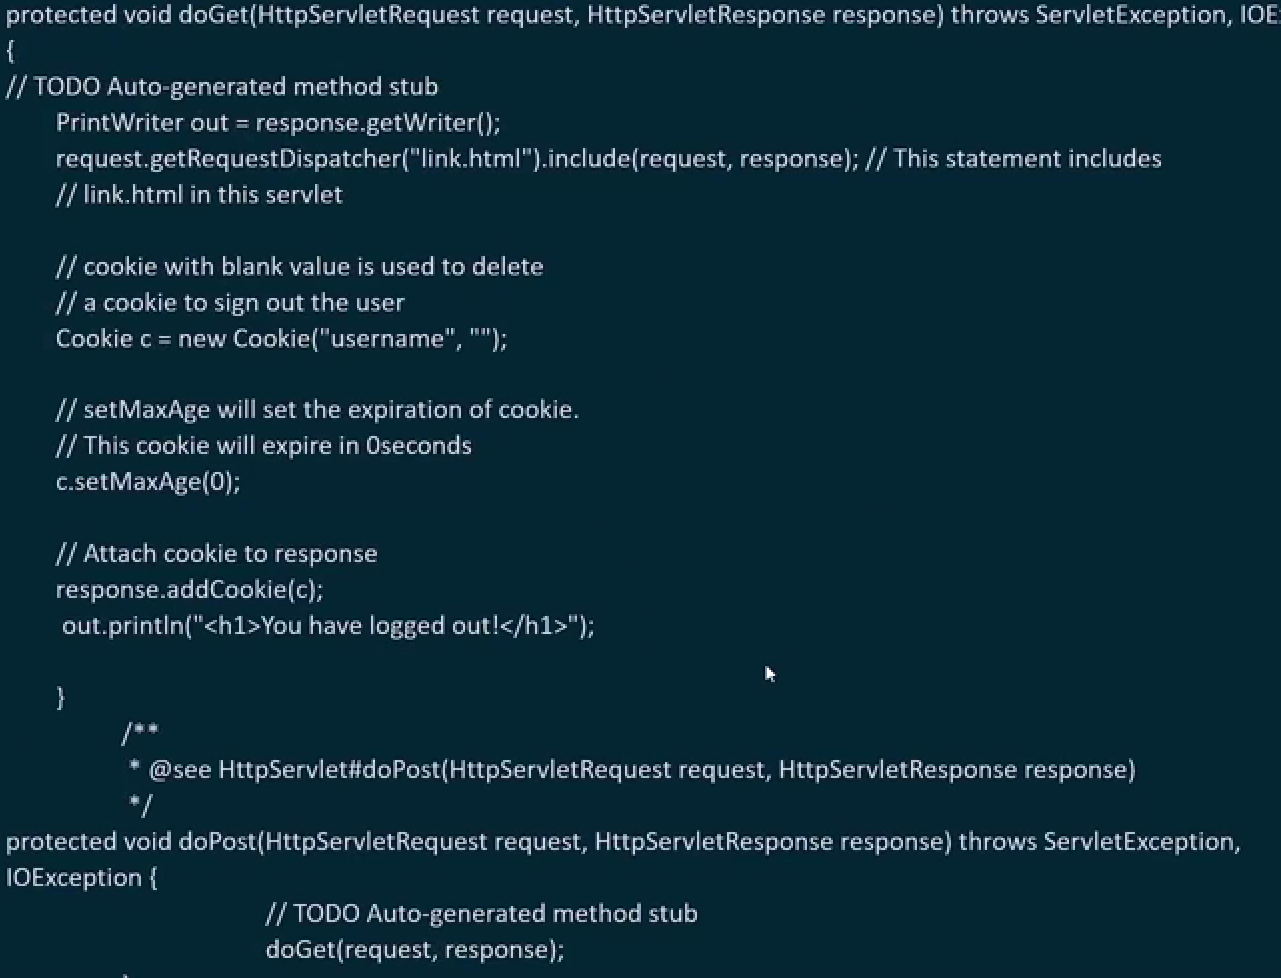 protected void doGet(HttpServletRequest request, HttpServletResponse response) throws ServletException, IOE
{
// TODO Auto-generated method stub
PrintWriter out = response.getWriter();
request.getRequestDispatcher("link.html").include(request, response); // This statement includes
// link.html in this servlet
// cookie with blank value is used to delete
// a cookie to sign out the user
Cookie c = new Cookie("username", "");
// setMaxAge will set the expiration of cookie.
// This cookie will expire in 0seconds
c.setMaxAge(0);
// Attach cookie to response
response.addCookie(c);
out.println("<h1>You have logged out!</h1>");
}
/**
* @see HttpServlet#doPost(HttpServletRequest request, HttpServletResponse response)
*/
protected void doPost(HttpServletRequest request, HttpServletResponse response) throws ServletException,
IOException {
// TODO Auto-generated method stub
doGet(request, response);